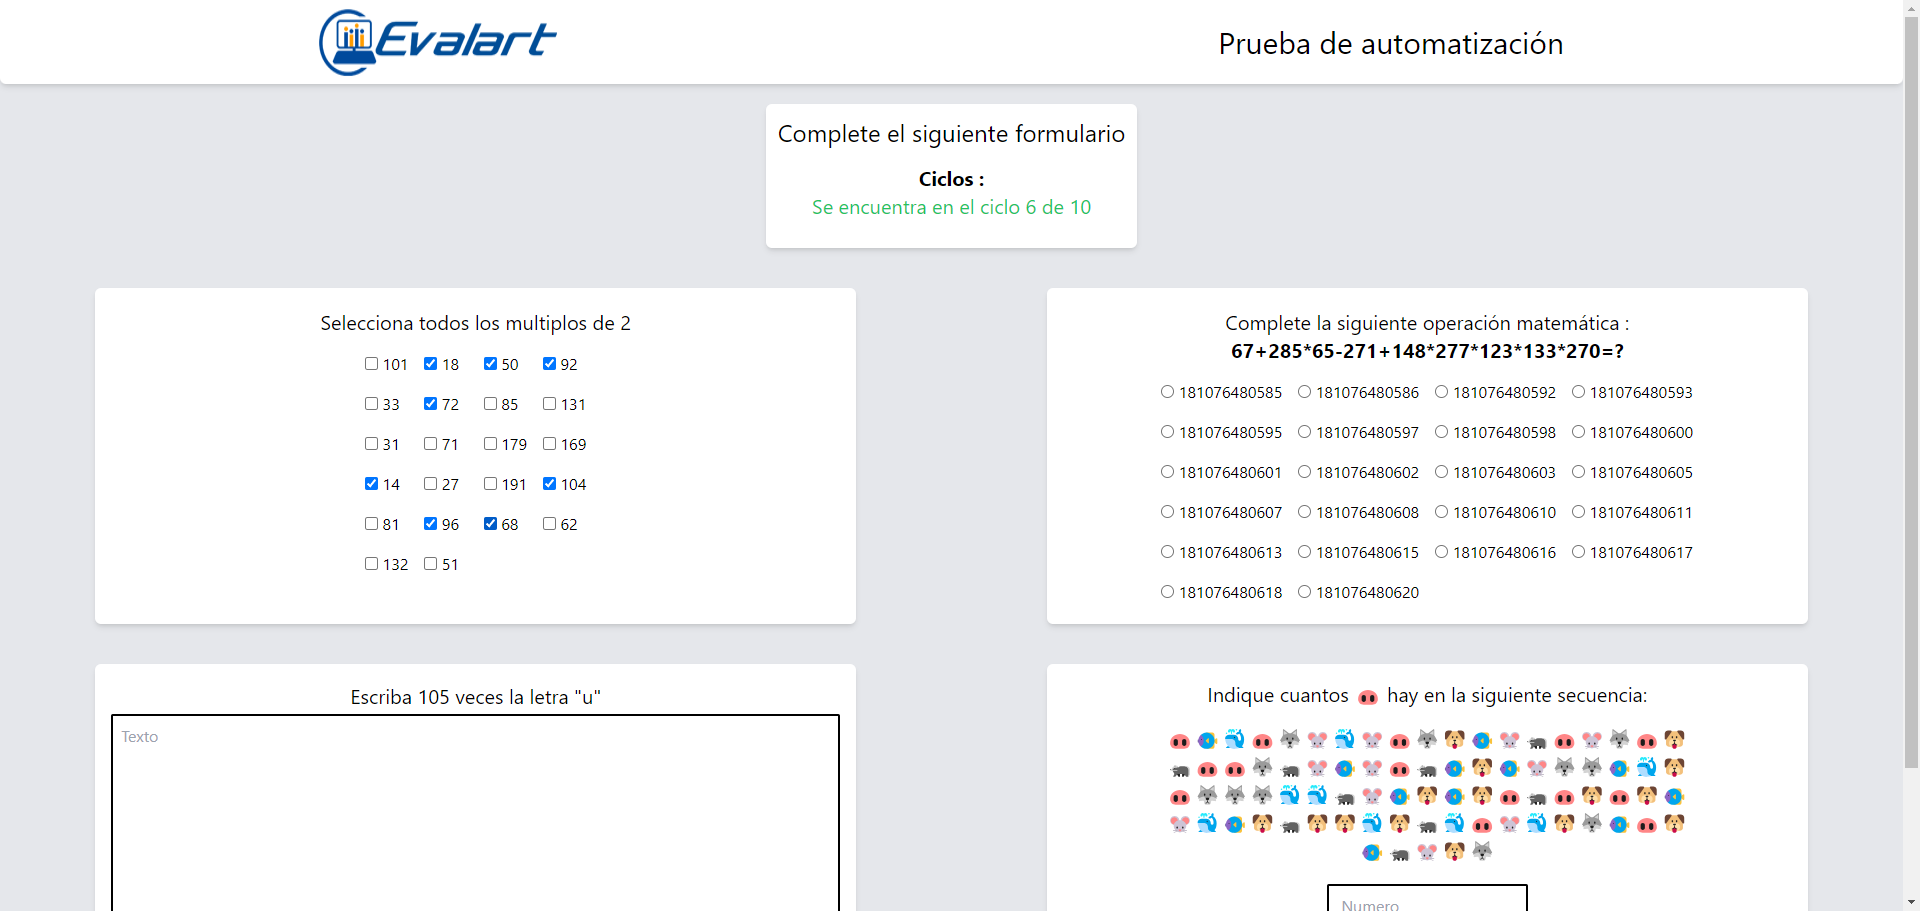 Evalart
Prueba de automatización
Complete el siguiente formulario
Ciclos :
Se encuentra en el ciclo 6 de 10
Selecciona todos los multiplos de 2
101 18 50 92
33 72 85 131
31 71 179 169
14 27 191 104
81 96 68 62
132 51
Complete la siguiente operación matemática :
67+285*65-271+148*277*123*133*270=?
181076480585 181076480586 181076480592 181076480593
181076480595 181076480597 181076480598 181076480600
181076480601 181076480602 181076480603 181076480605
181076480607 181076480608 181076480610 181076480611
181076480613 181076480615 181076480616 181076480617
181076480618 181076480620
Escriba 105 veces la letra "u"
Texto
Indique cuantos 🐽 hay en la siguiente secuencia:
Numero